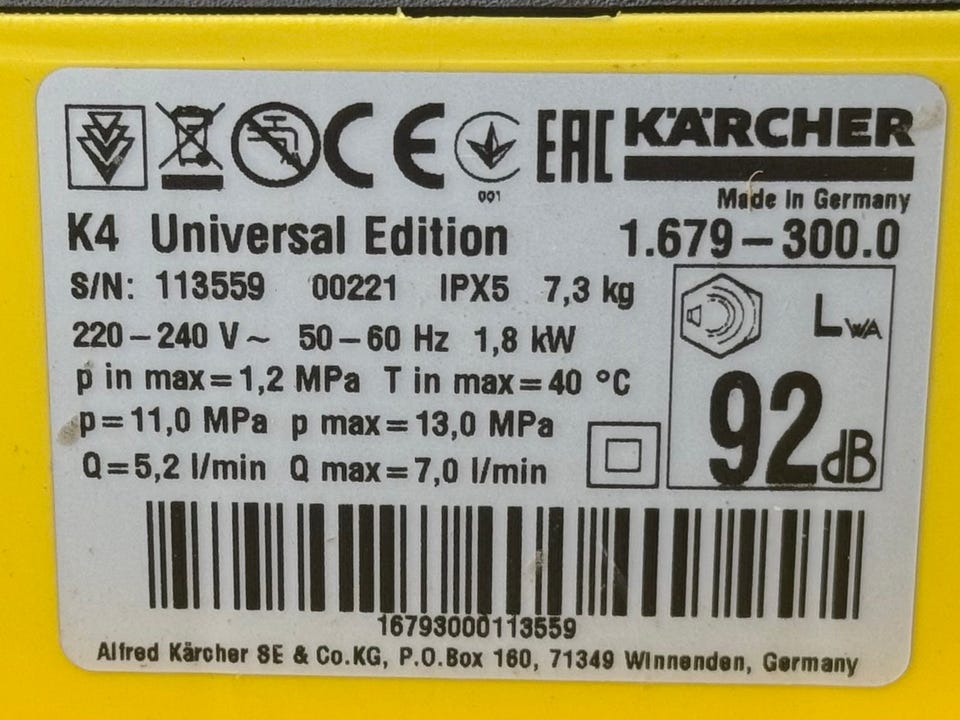 CE
001
EAC
KÄRCHER
Made in Germany
K4 Universal Edition 1.679-300.0
S/N: 113559 00221 IPX5 7,3 kg
220-240 V~ 50-60 Hz 1,8 kW
p in max=1,2 MPa T in max=40 °C
p=11,0 MPa p max=13,0 MPa
Q=5,2 l/min Q max=7,0 l/min
LWA
92dB
16793000113559
Alfred Kärcher SE & Co.KG, P.O.Box 160, 71349 Winnenden, Germany